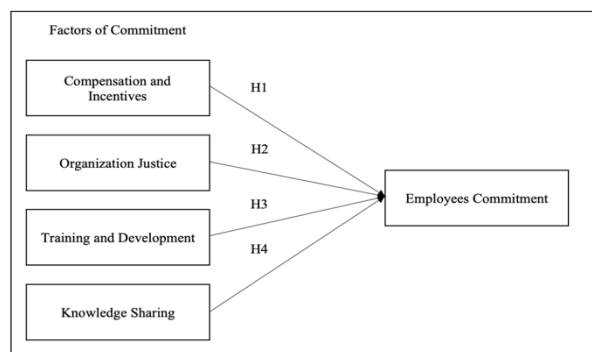 Factors of Commitment
Compensation and
Incentives
H1
Organization Justice
H2
Employees Commitment
Training and Development
H3
H4
Knowledge Sharing